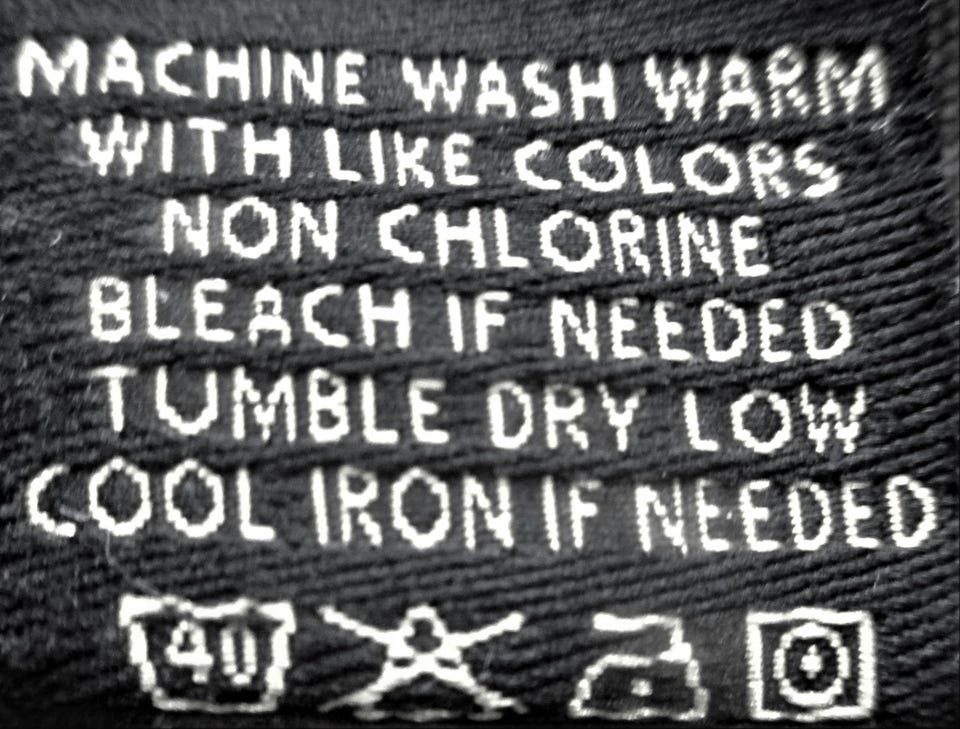 MACHINE WASH WARM
WITH LIKE COLORS
NON CHLORINE
BLEACH IF NEEDED
TUMBLE DRY LOW
COOL IRON IF NEEDED
40